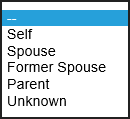 --
Self
Spouse
Former Spouse
Parent
Unknown